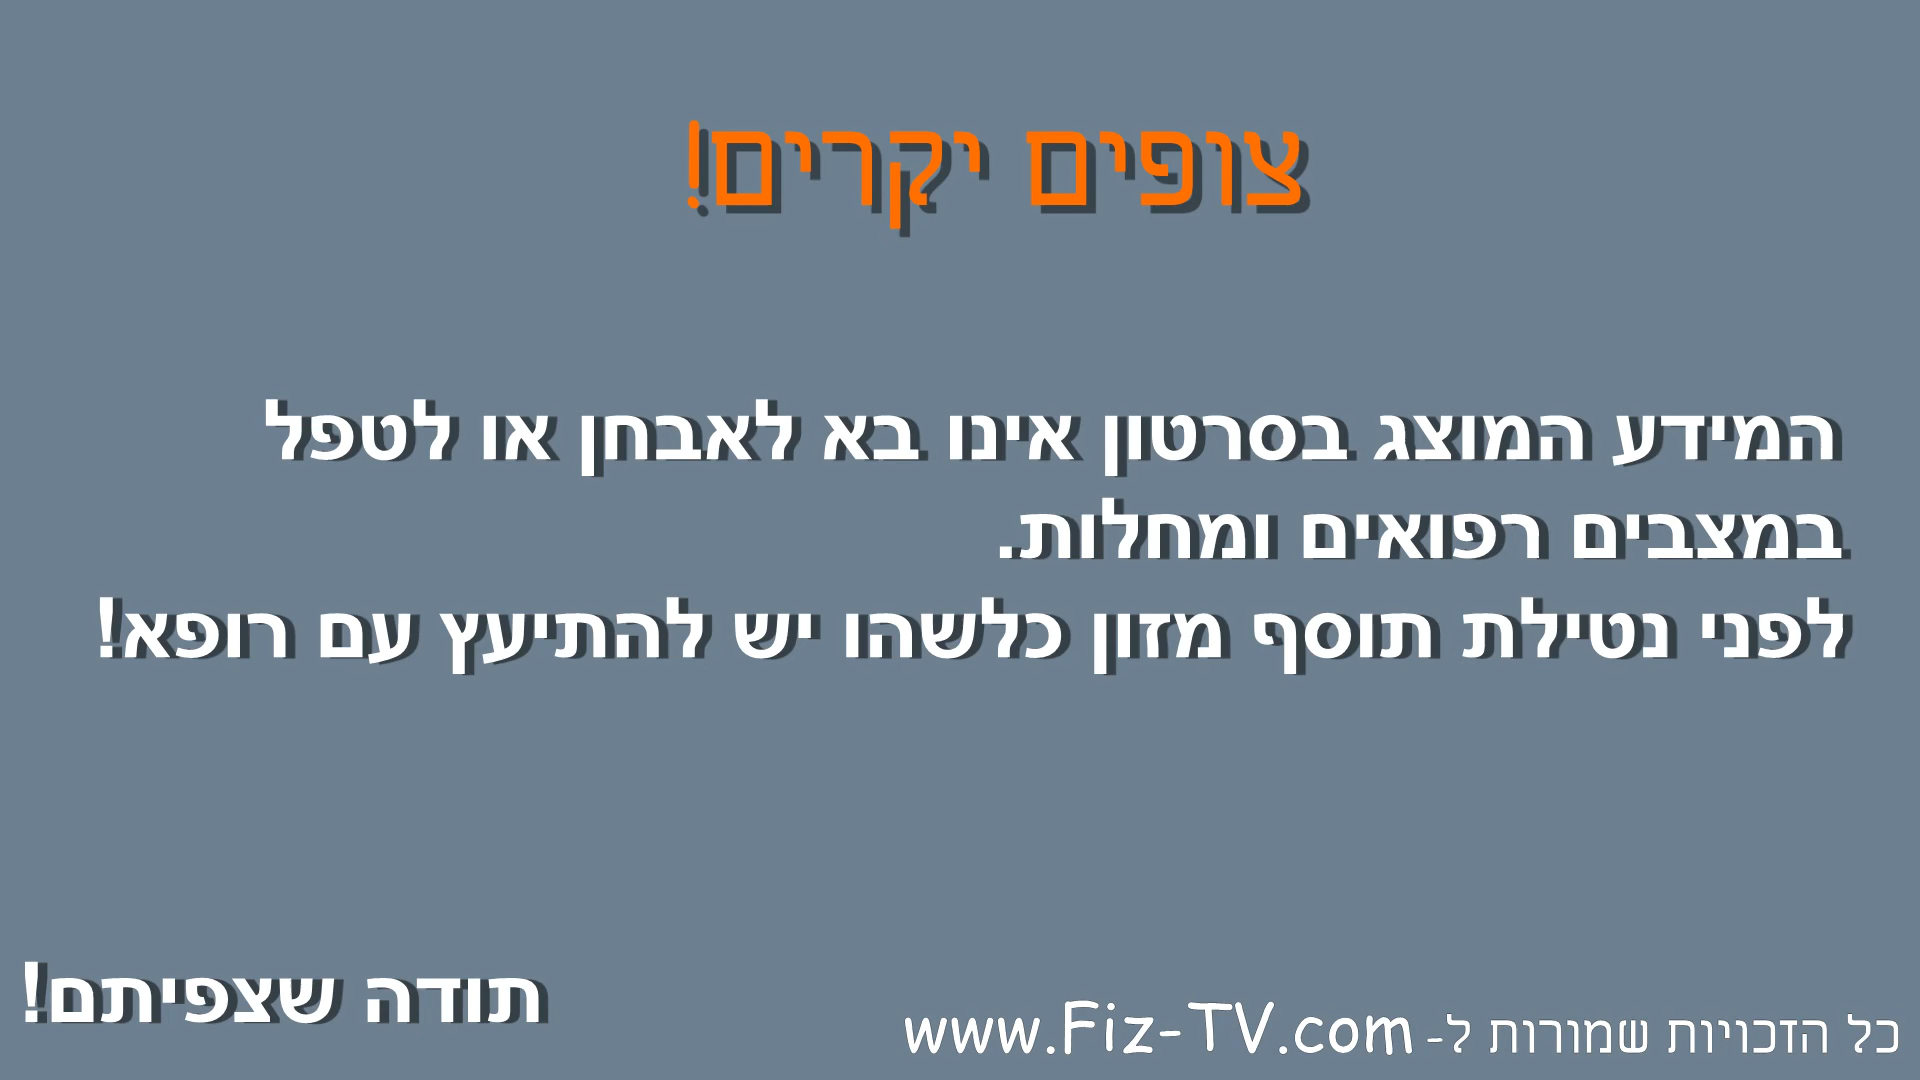 צופים יקרים!
המידע המוצג בסרטון אינו בא לאבחן או לטפל
במצבים רפואים ומחלות.
לפני נטילת תוסף מזון כלשהו יש להתיעץ עם רופא!
תודה שצפיתם!
כל הזכויות שמורות ל- www.Fiz-TV.com